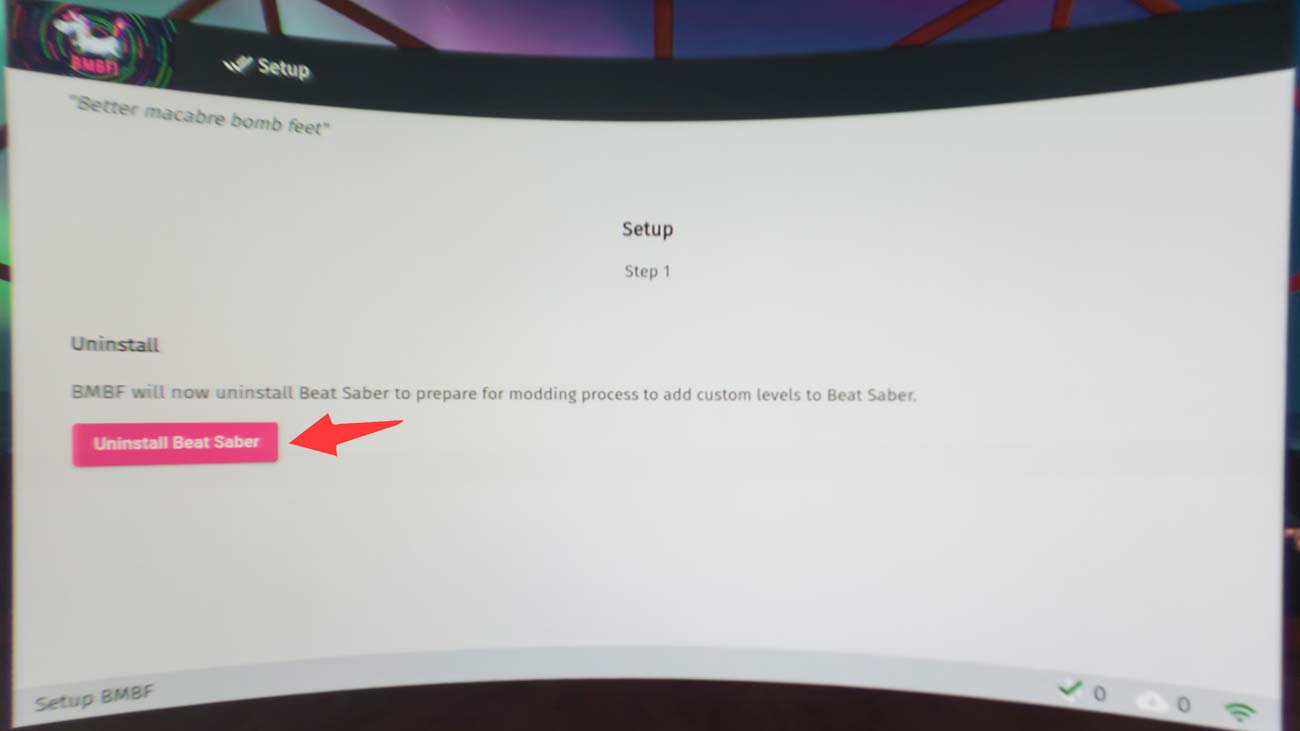 BMBF!
Setup
"Better macabre bomb feet"
Setup
Step 1
Uninstall
BMBF will now uninstall Beat Saber to prepare for modding process to add custom levels to Beat Saber.
Uninstall Beat Saber
Setup BMBF
0
0